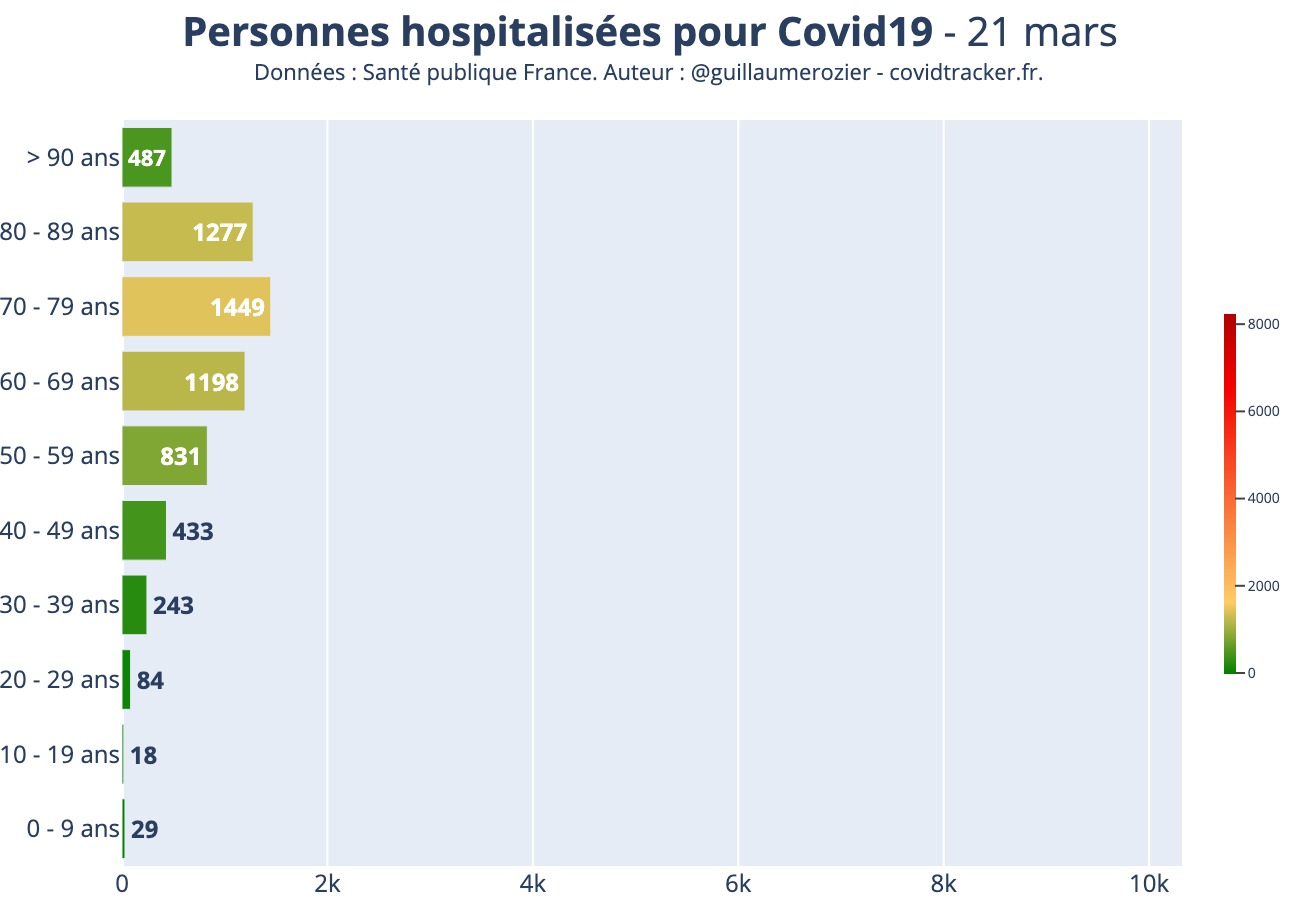 Personnes hospitalisées pour Covid19 - 21 mars
Données : Santé publique France. Auteur : @guillaumerozier - covidtracker.fr.
> 90 ans 487
80 - 89 ans 1277
70 - 79 ans 1449
60 - 69 ans 1198
50 - 59 ans 831
40 - 49 ans 433
30 - 39 ans 243
20 - 29 ans 84
10 - 19 ans 18
0 - 9 ans 29
0 2k 4k 6k 8k 10k
8000
6000
4000
2000
0